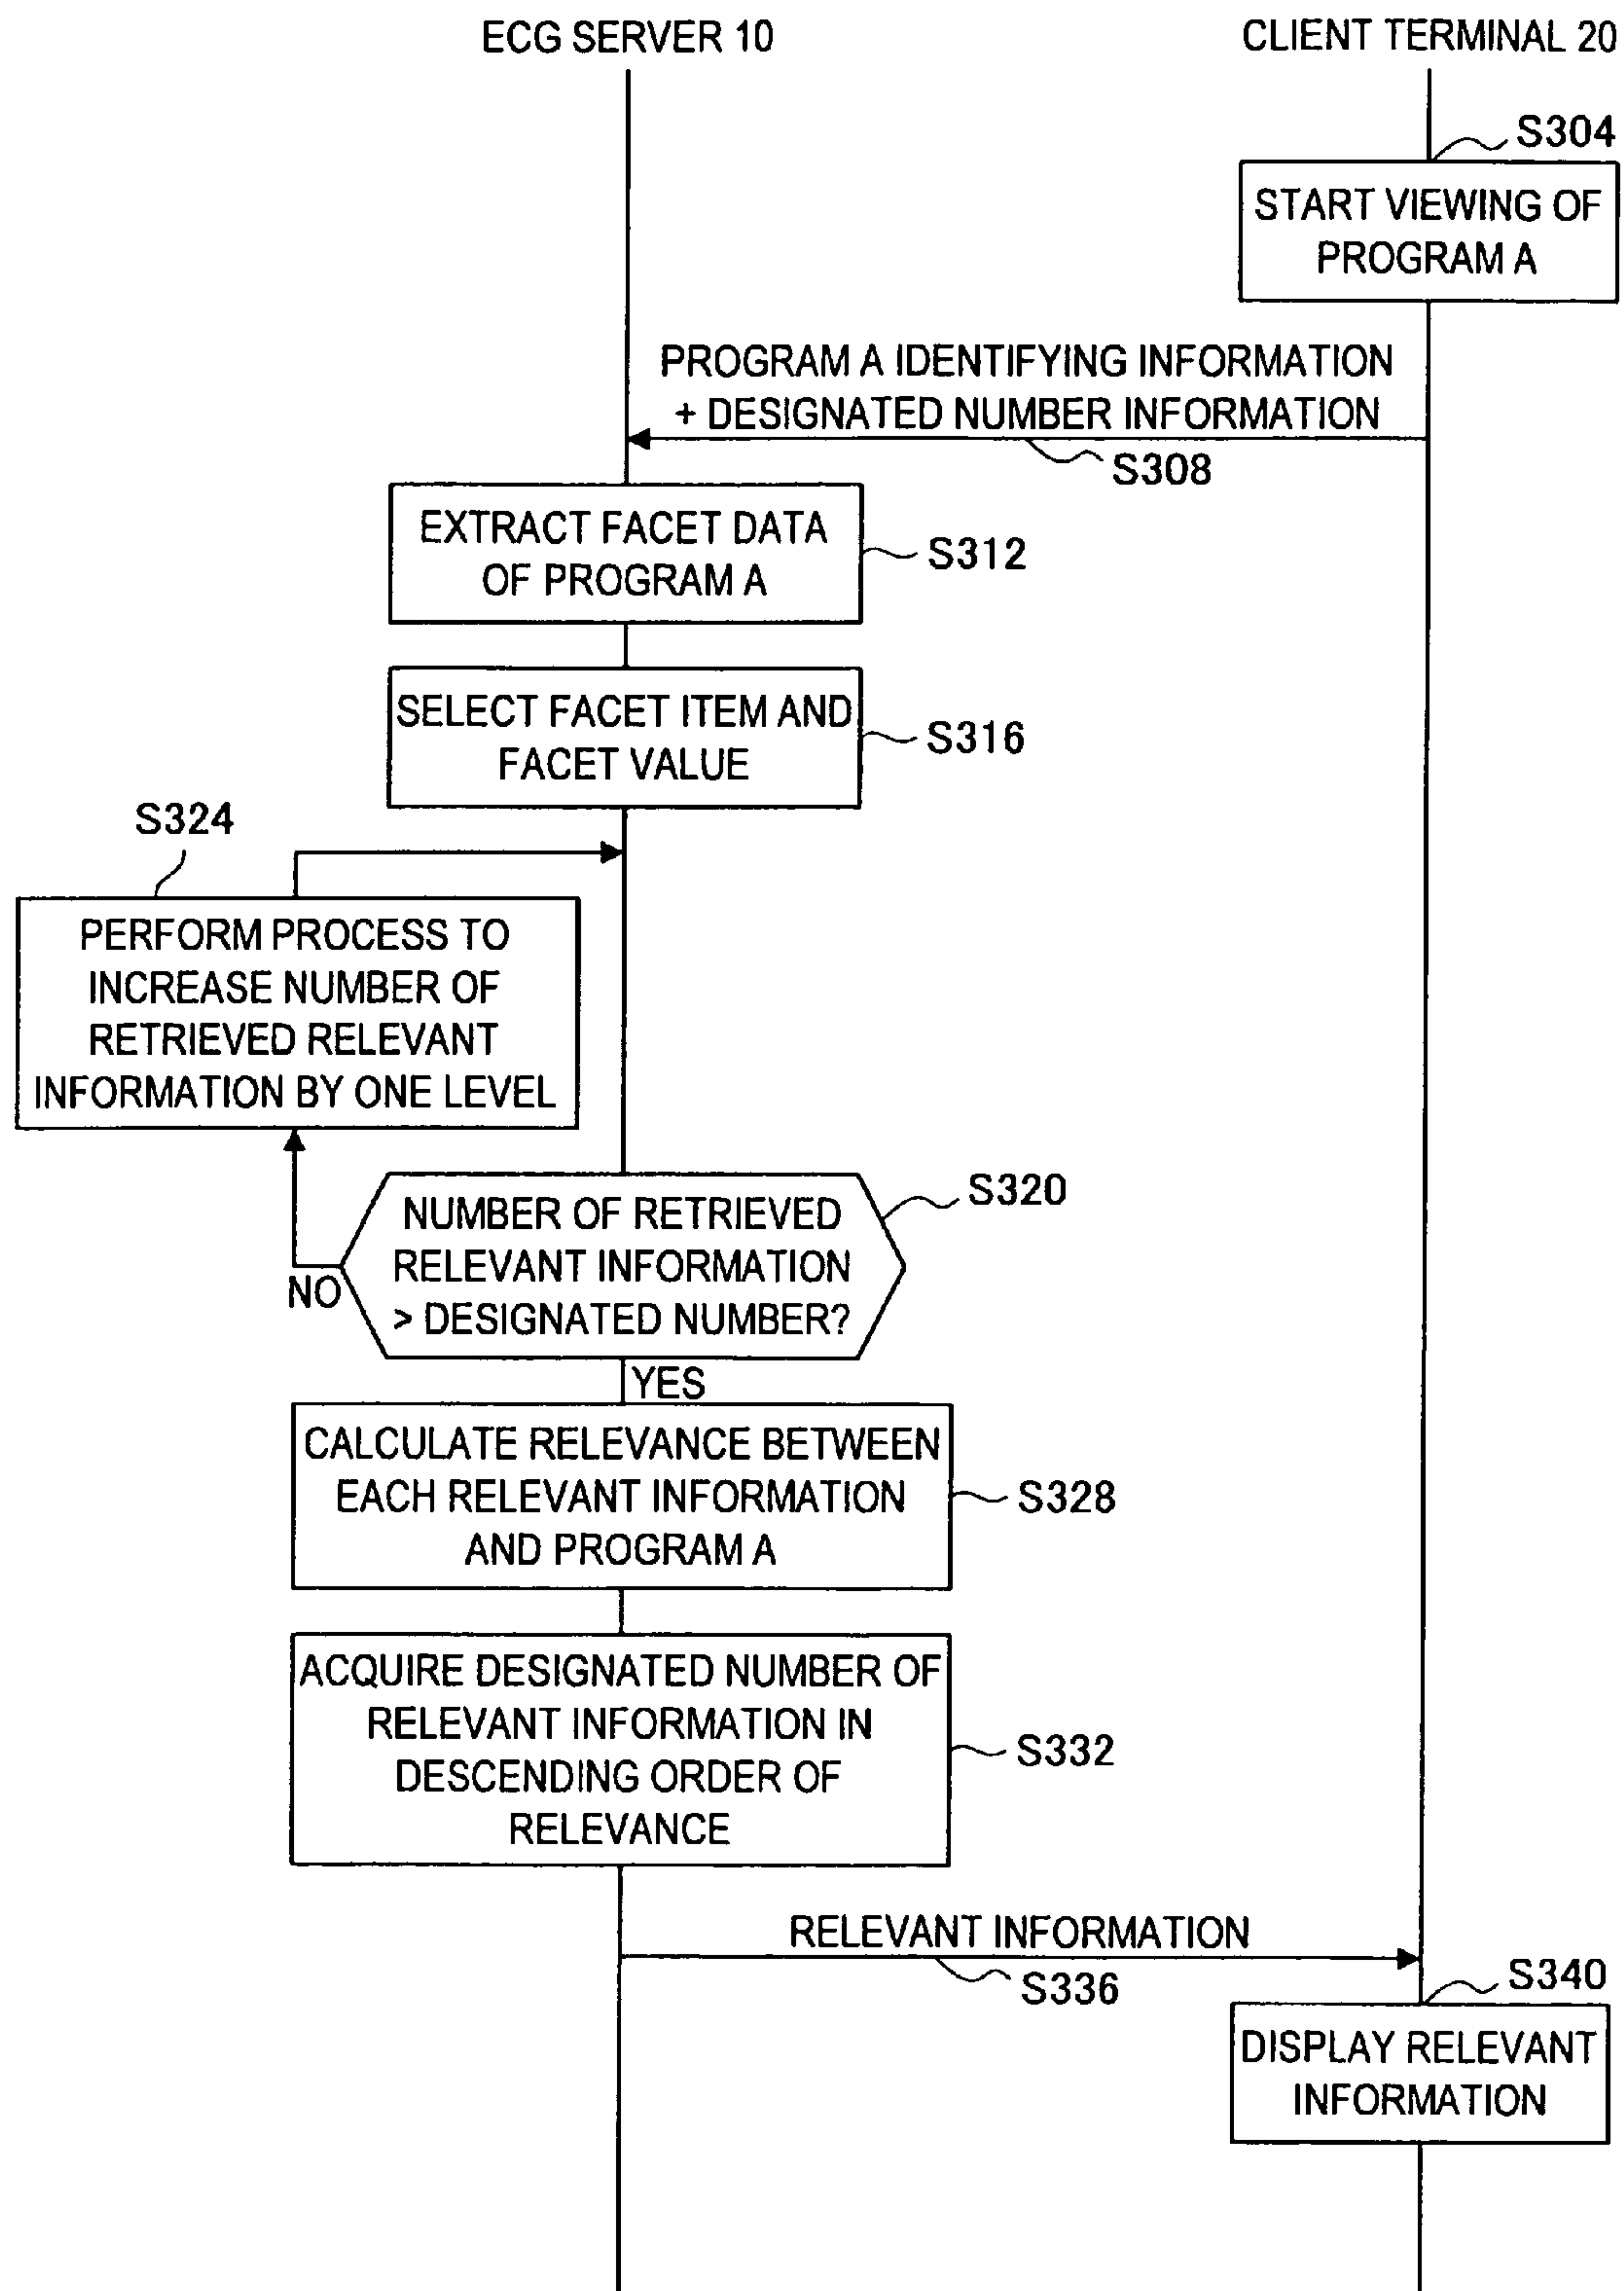 ECG SERVER 10
CLIENT TERMINAL 20
S304
START VIEWING OF
PROGRAM A
PROGRAM A IDENTIFYING INFORMATION
+ DESIGNATED NUMBER INFORMATION
S308
EXTRACT FACET DATA
OF PROGRAM A
S312
SELECT FACET ITEM AND
FACET VALUE
S316
S324
PERFORM PROCESS TO
INCREASE NUMBER OF
RETRIEVED RELEVANT
INFORMATION BY ONE LEVEL
S320
NUMBER OF RETRIEVED
RELEVANT INFORMATION
> DESIGNATED NUMBER?
NO
YES
CALCULATE RELEVANCE BETWEEN
EACH RELEVANT INFORMATION
AND PROGRAM A
S328
ACQUIRE DESIGNATED NUMBER OF
RELEVANT INFORMATION IN
DESCENDING ORDER OF
RELEVANCE
S332
RELEVANT INFORMATION
S336
S340
DISPLAY RELEVANT
INFORMATION